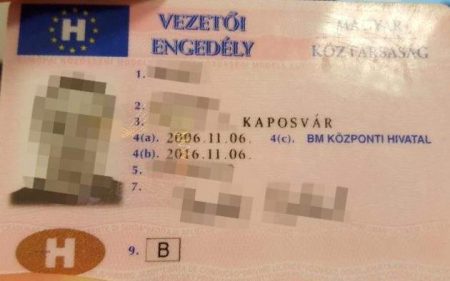 H
VEZETŐI
ENGEDÉLY
MAGYAR
KÖZTÁRSASÁG
1.
2.
3. KAPOSVÁR
4(a). 2006.11.06. 4(c). BM KÖZPONTI HIVATAL
4(b). 2016.11.06.
5.
7.
H
9. B